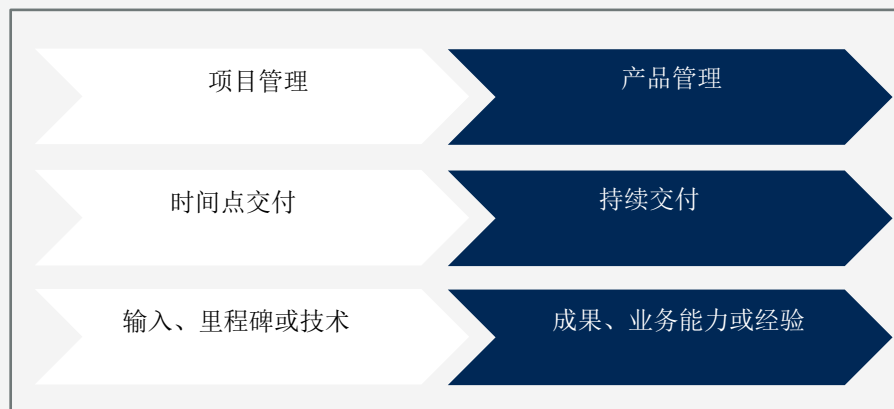 项目管理
产品管理
时间点交付
持续交付
输入、里程碑或技术
成果、业务能力或经验